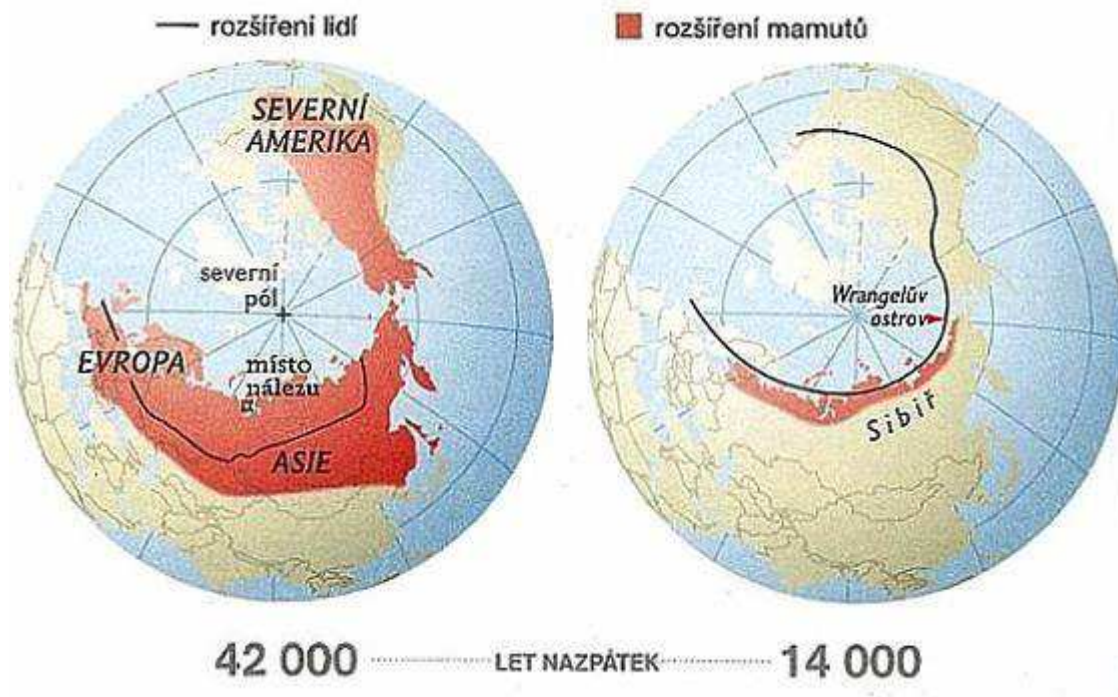 rozšíření lidí
rozšíření mamutů
SEVERNÍ
AMERIKA
severní
pól
EVROPA
místo
nálezu
ASIE
Wrangelův
ostrov
Sibiř
42 000 LET NAZPÁTEK 14 000